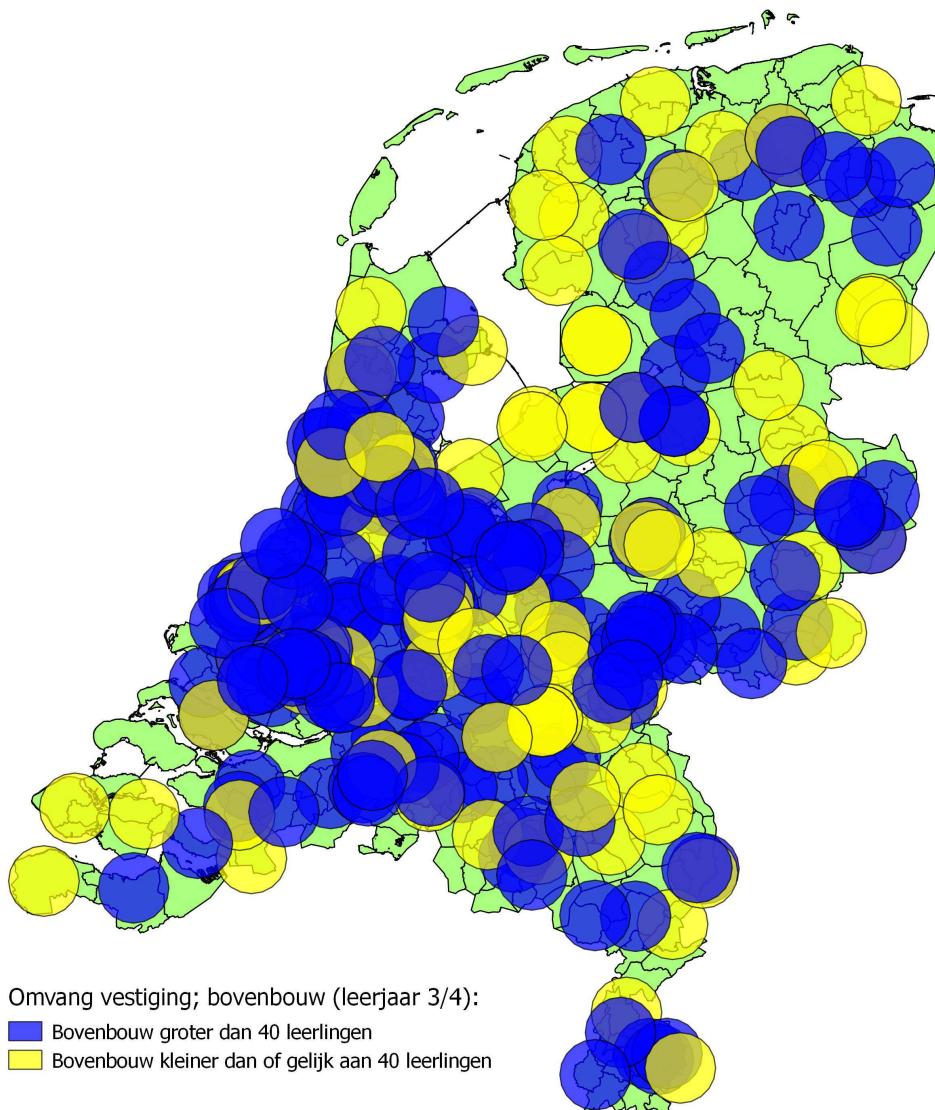 Omvang vestiging; bovenbouw (leerjaar 3/4):
Bovenbouw groter dan 40 leerlingen
Bovenbouw kleiner dan of gelijk aan 40 leerlingen